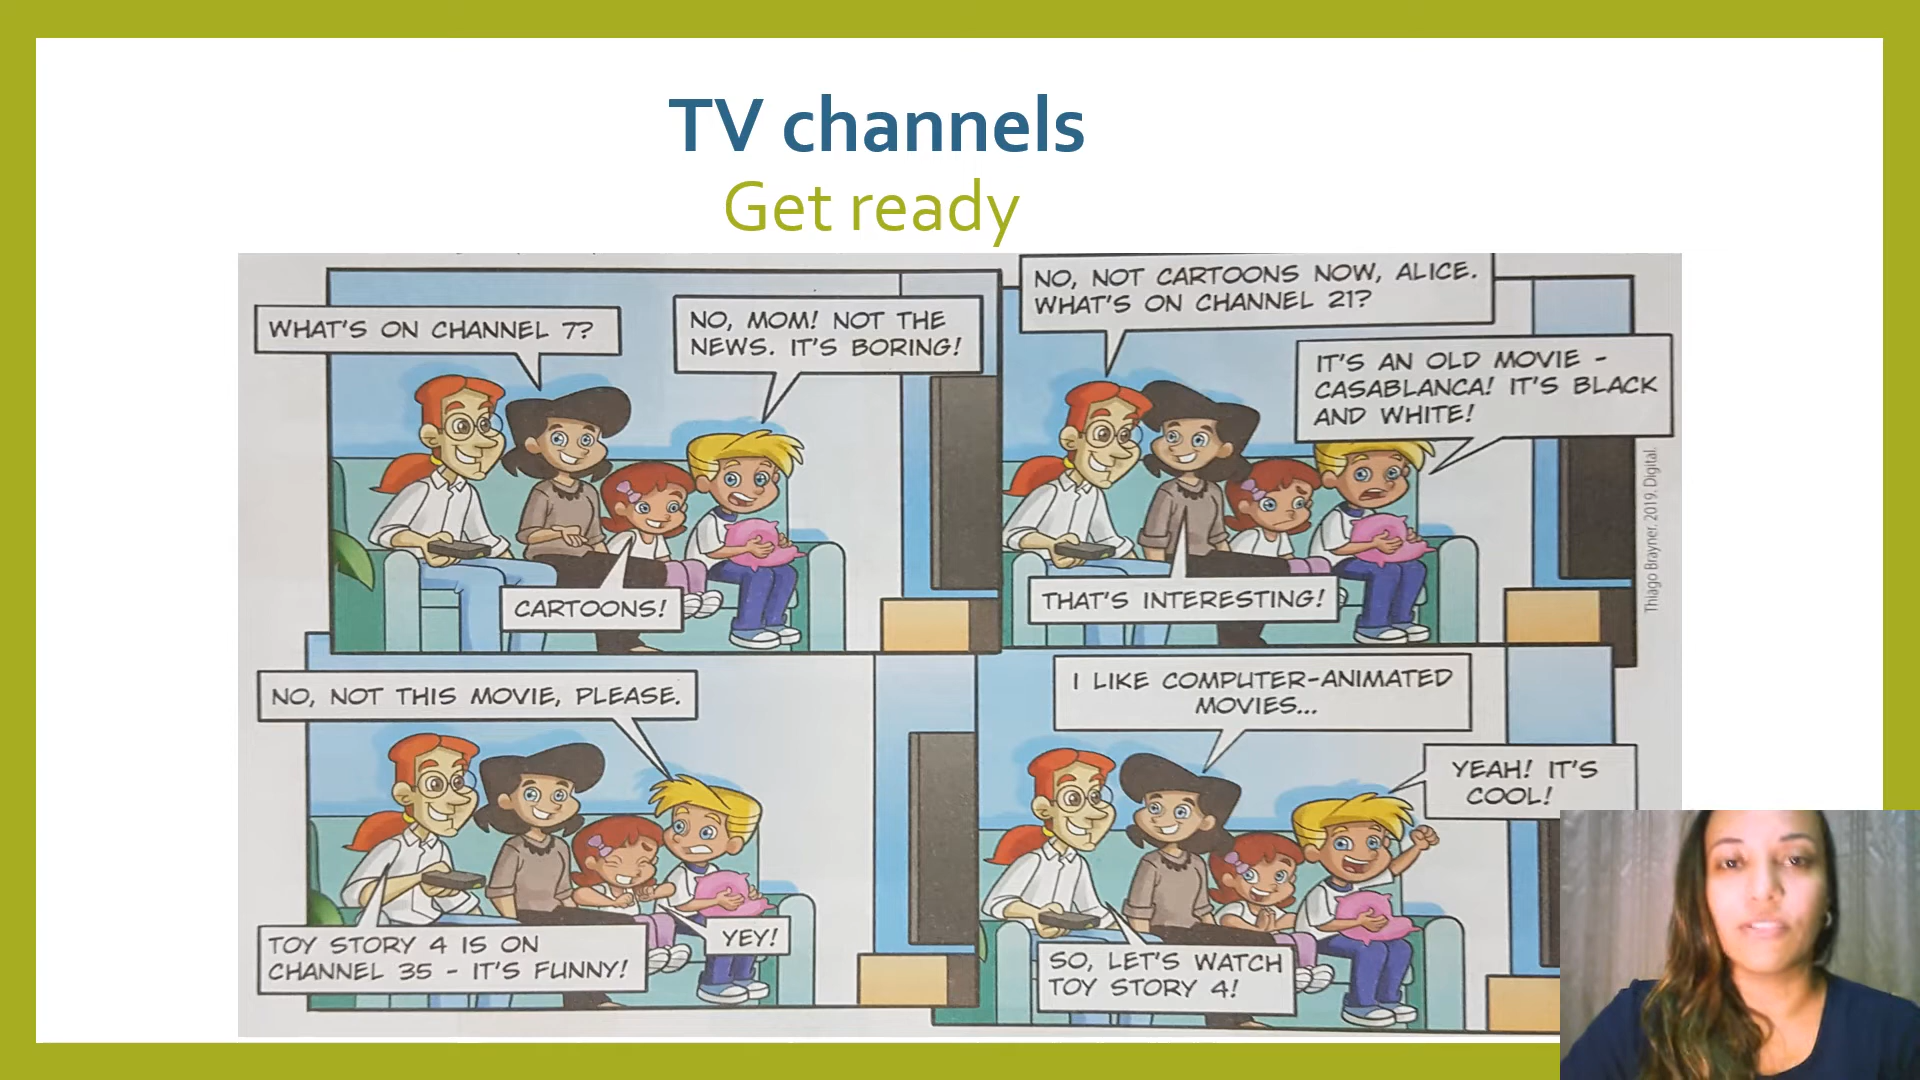 TV channels
Get ready
WHAT'S ON CHANNEL 7?
NO, MOM! NOT THE
NEWS. IT'S BORING!
CARTOONS!
NO, NOT CARTOONS NOW, ALICE.
WHAT'S ON CHANNEL 21?
IT'S AN OLD MOVIE -
CASABLANCA! IT'S BLACK
AND WHITE!
THAT'S INTERESTING!
Thiago Brayner. 2019. Digital.
NO, NOT THIS MOVIE, PLEASE.
TOY STORY 4 IS ON
CHANNEL 35 - IT'S FUNNY!
YEY!
I LIKE COMPUTER-ANIMATED
MOVIES...
YEAH! IT'S
COOL!
SO, LET'S WATCH
TOY STORY 4!